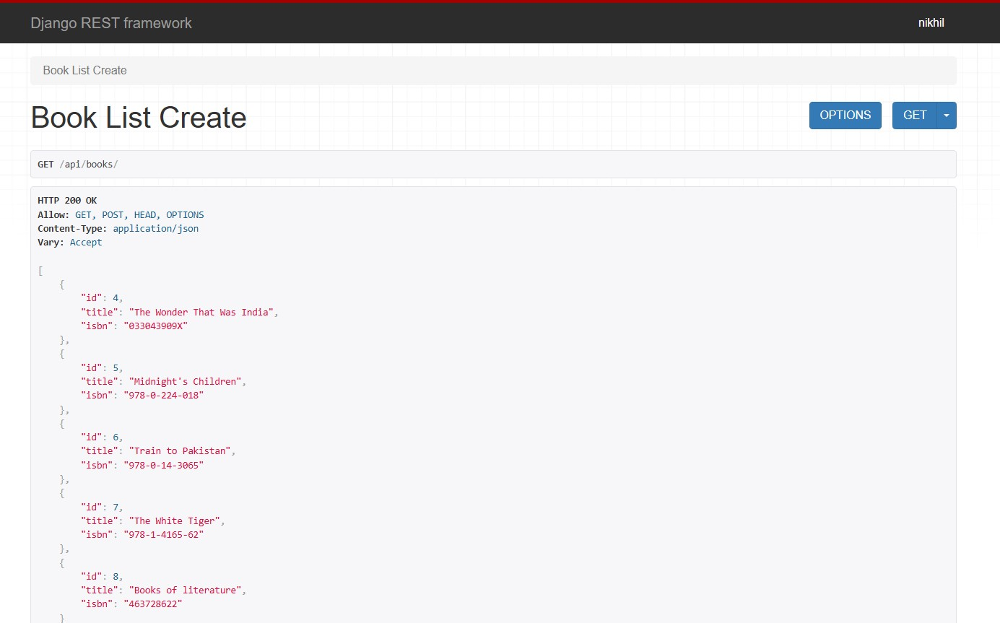 Django REST framework
nikhil
Book List Create
Book List Create
OPTIONS
GET
GET /api/books/
HTTP 200 OK
Allow: GET, POST, HEAD, OPTIONS
Content-Type: application/json
Vary: Accept
[
    {
        "id": 4,
        "title": "The Wonder That Was India",
        "isbn": "033043909X"
    },
    {
        "id": 5,
        "title": "Midnight's Children",
        "isbn": "978-0-224-018"
    },
    {
        "id": 6,
        "title": "Train to Pakistan",
        "isbn": "978-0-14-3065"
    },
    {
        "id": 7,
        "title": "The White Tiger",
        "isbn": "978-1-4165-62"
    },
    {
        "id": 8,
        "title": "Books of literature",
        "isbn": "463728622"
    }